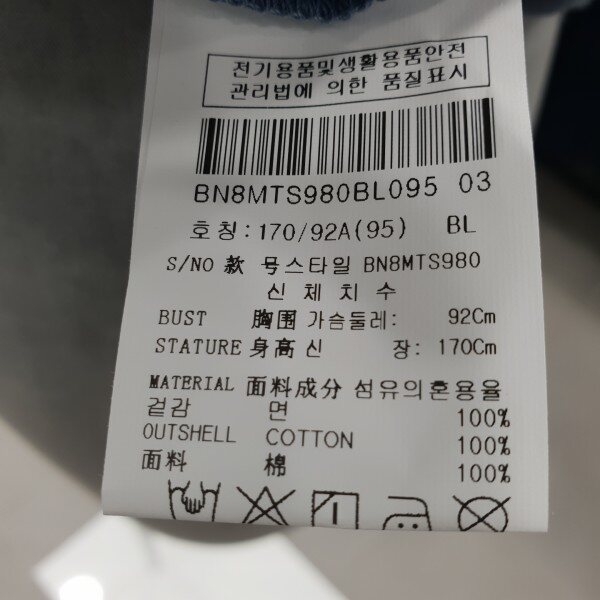 전기용품및생활용품안전
관리법에 의한 품질표시
BN8MTS980BL095 03
호칭:170/92A(95) BL
S/NO 款 号스타일 BN8MTS980
신체치수
BUST 胸围 가슴둘레: 92Cm
STATURE 身高 신 장: 170Cm
MATERIAL 面料成分 섬유의혼용율
겉감 면 100%
OUTSHELL COTTON 100%
面料 棉 100%